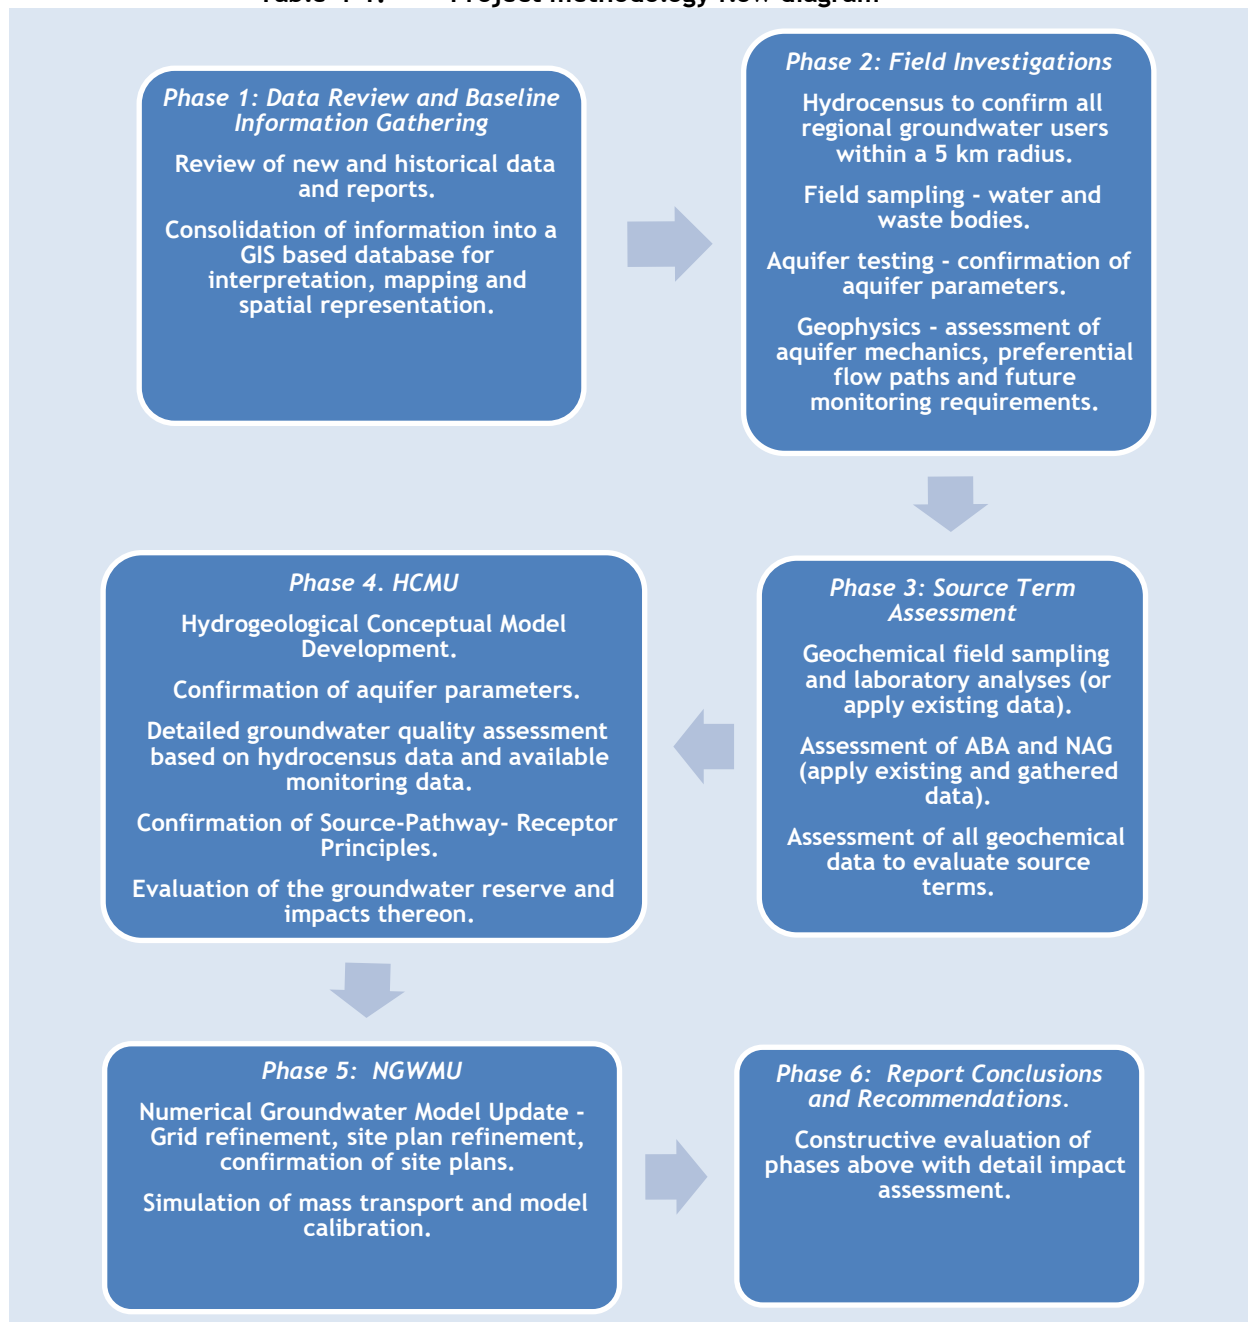 Phase 1: Data Review and Baseline
Information Gathering
Review of new and historical data
and reports.
Consolidation of information into a
GIS based database for
interpretation, mapping and
spatial representation.
Phase 2: Field Investigations
Hydrocensus to confirm all
regional groundwater users
within a 5 km radius.
Field sampling - water and
waste bodies.
Aquifer testing - confirmation of
aquifer parameters.
Geophysics - assessment of
aquifer mechanics, preferential
flow paths and future
monitoring requirements.
Phase 3: Source Term
Assessment
Geochemical field sampling
and laboratory analyses (or
apply existing data).
Assessment of ABA and NAG
(apply existing and gathered
data).
Assessment of all geochemical
data to evaluate source
terms.
Phase 4. HCMU
Hydrogeological Conceptual Model
Development.
Confirmation of aquifer parameters.
Detailed groundwater quality assessment
based on hydrocensus data and available
monitoring data.
Confirmation of Source-Pathway- Receptor
Principles.
Evaluation of the groundwater reserve and
impacts thereon.
Phase 5: NGWMU
Numerical Groundwater Model Update -
Grid refinement, site plan refinement,
confirmation of site plans.
Simulation of mass transport and model
calibration.
Phase 6: Report Conclusions
and Recommendations.
Constructive evaluation of
phases above with detail impact
assessment.